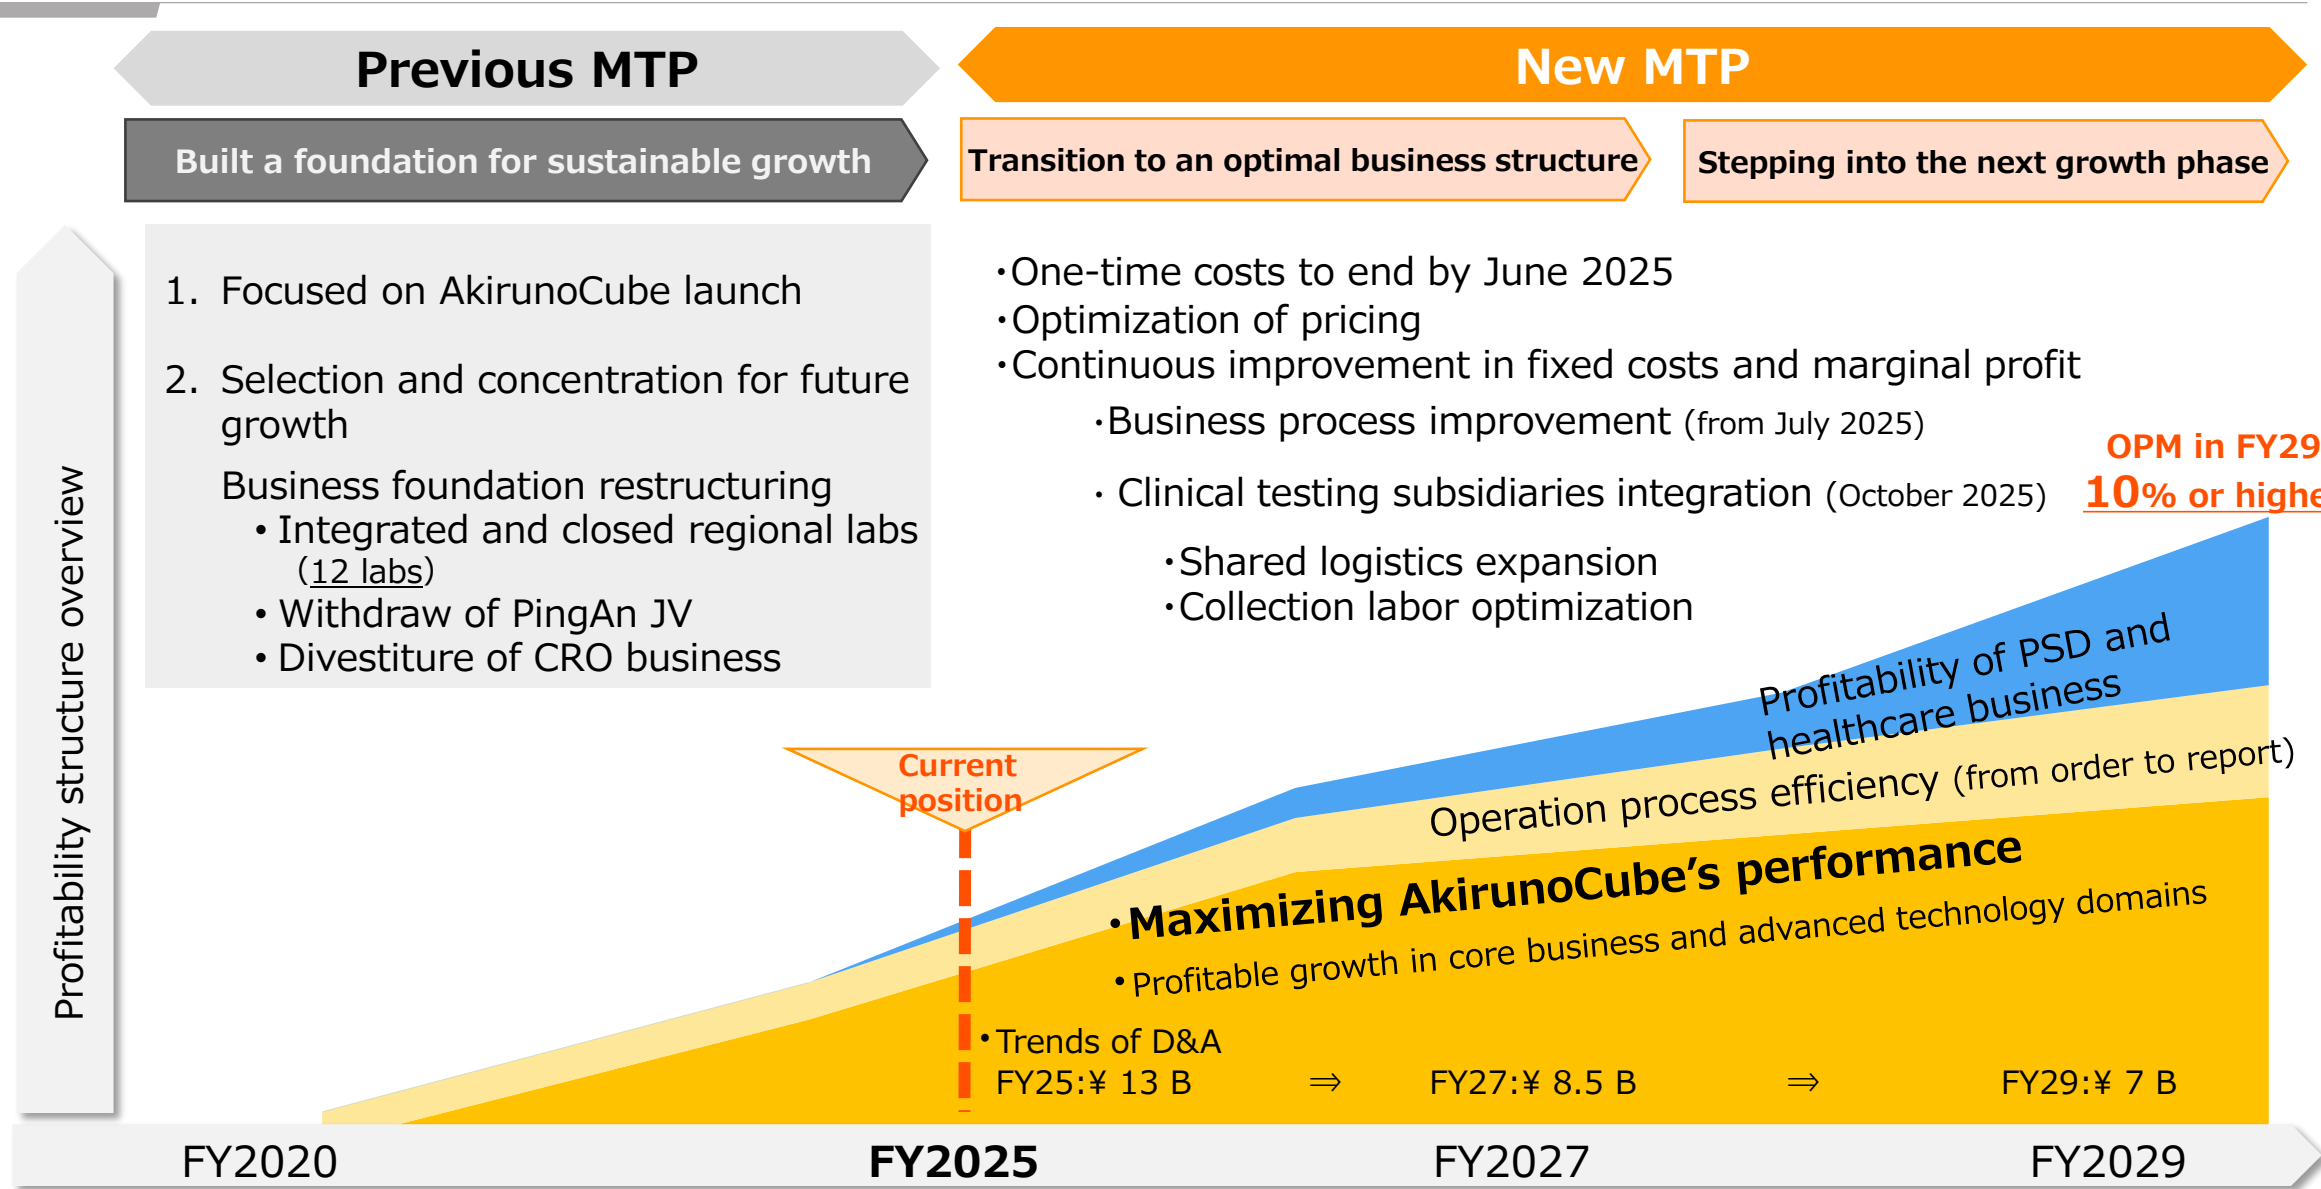 Previous MTP
New MTP
Built a foundation for sustainable growth
Transition to an optimal business structure
Stepping into the next growth phase
Profitability structure overview
1. Focused on AkirunoCube launch
2. Selection and concentration for future
growth
Business foundation restructuring
• Integrated and closed regional labs
(12 labs)
• Withdraw of PingAn JV
• Divestiture of CRO business
・One-time costs to end by June 2025
・Optimization of pricing
・Continuous improvement in fixed costs and marginal profit
・Business process improvement (from July 2025)
・Clinical testing subsidiaries integration (October 2025)
・Shared logistics expansion
・Collection labor optimization
OPM in FY29
10% or highe
Current
position
Profitability of PSD and
healthcare business
Operation process efficiency (from order to report)
・Maximizing AkirunoCube’s performance
・Profitable growth in core business and advanced technology domains
・Trends of D&A
FY25:¥ 13 B ⇒ FY27:¥ 8.5 B ⇒ FY29:¥ 7 B
FY2020
FY2025
FY2027
FY2029